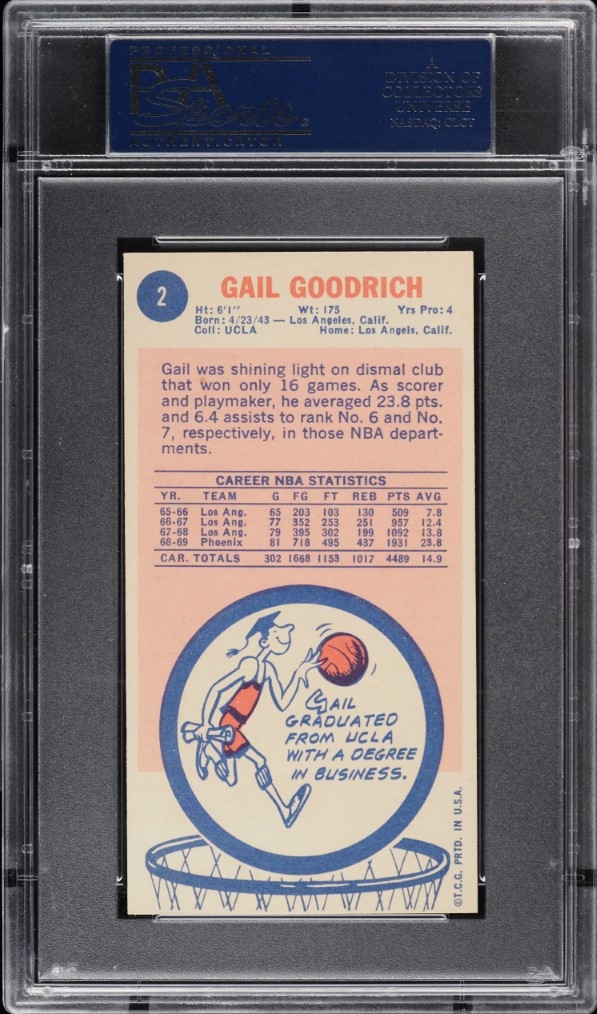 PROFESSIONAL
PSA
Sports
AUTHENTICATOR
A
DIVISION OF
COLLECTORS
UNIVERSE
NASDAQ: CLCT
2
GAIL GOODRICH
Ht: 6'1" Wt: 175 Yrs Pro: 4
Born: 4/23/43 — Los Angeles, Calif.
Coll: UCLA Home: Los Angels, Calif.
Gail was shining light on dismal club
that won only 16 games. As scorer
and playmaker, he averaged 23.8 pts.
and 6.4 assists to rank No. 6 and No.
7, respectively, in those NBA depart-
ments.
CAREER NBA STATISTICS
YR. TEAM G FG FT REB PTS AVG
65-66 Los Ang. 65 203 103 130 509 7.8
66-67 Los Ang. 77 352 253 251 957 12.4
67-68 Los Ang. 79 395 302 199 1092 13.8
68-69 Phoenix 81 718 495 437 1931 23.8
CAR. TOTALS 302 1668 1153 1017 4489 14.9
GAIL
GRADUATED
FROM UCLA
WITH A DEGREE
IN BUSINESS.
©T.C.G. PRTD. IN U.S.A.